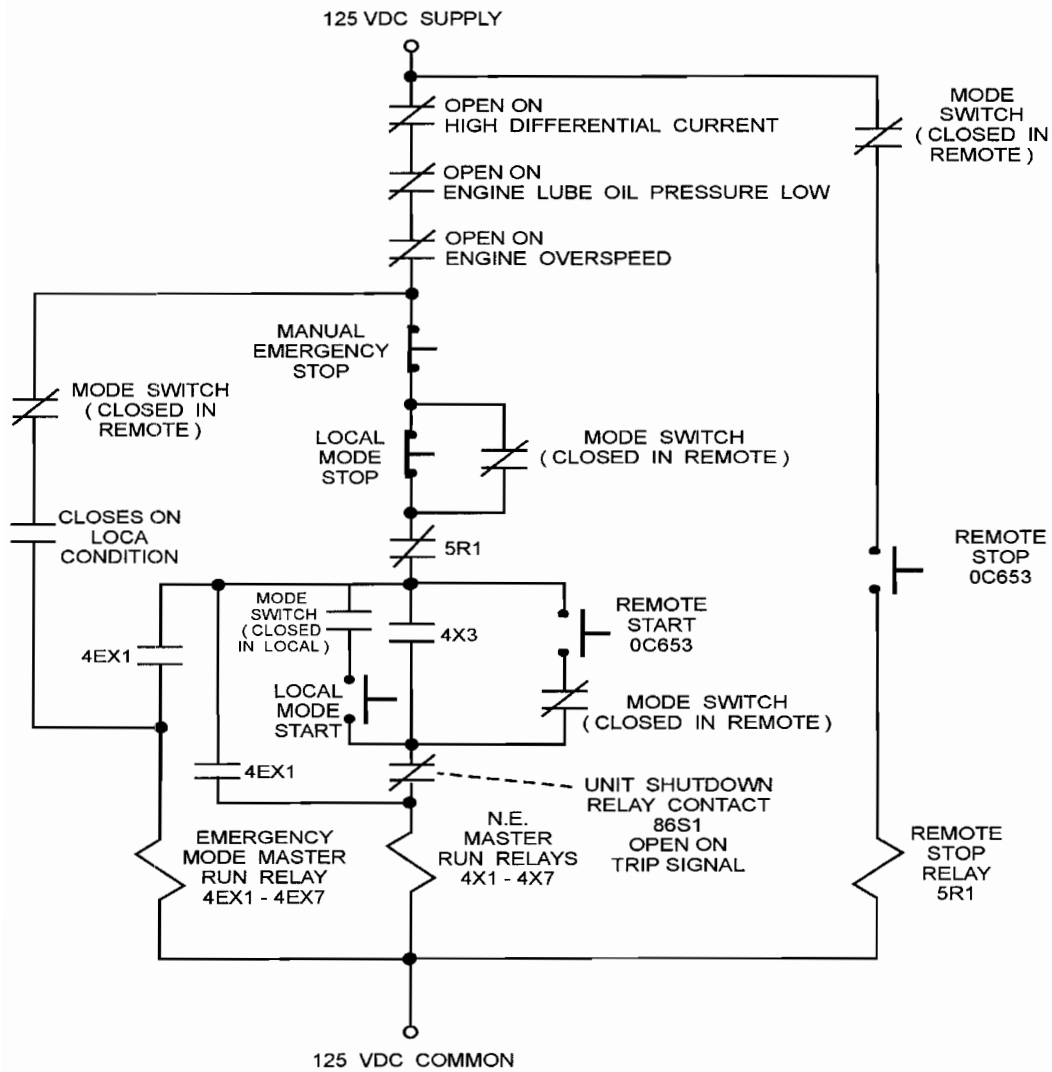 125 VDC SUPPLY
OPEN ON
HIGH DIFFERENTIAL CURRENT
MODE
SWITCH
( CLOSED IN
REMOTE )
OPEN ON
ENGINE LUBE OIL PRESSURE LOW
OPEN ON
ENGINE OVERSPEED
MANUAL
EMERGENCY
STOP
MODE SWITCH
( CLOSED IN
REMOTE )
LOCAL
MODE
STOP
MODE SWITCH
( CLOSED IN REMOTE )
CLOSES ON
LOCA
CONDITION
5R1
REMOTE
STOP
0C653
MODE
SWITCH
( CLOSED
IN LOCAL )
4X3
REMOTE
START
0C653
4EX1
LOCAL
MODE
START
MODE SWITCH
( CLOSED IN REMOTE )
4EX1
UNIT SHUTDOWN
RELAY CONTACT
86S1
OPEN ON
TRIP SIGNAL
EMERGENCY
MODE MASTER
RUN RELAY
4EX1 - 4EX7
N.E.
MASTER
RUN RELAYS
4X1 - 4X7
REMOTE
STOP
RELAY
5R1
125 VDC COMMON